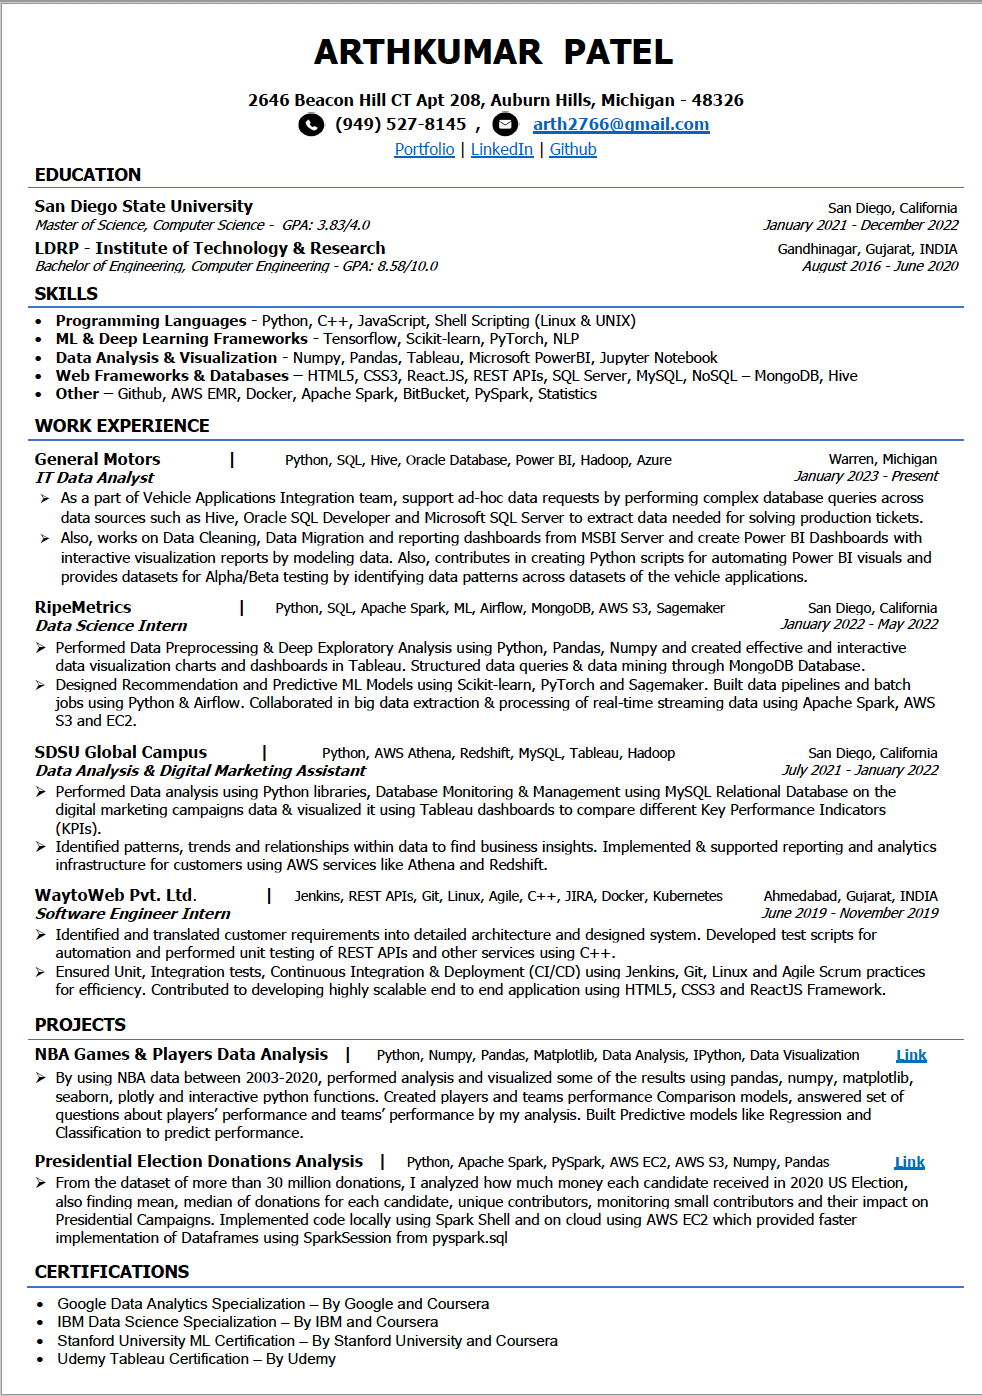 ARTHKUMAR PATEL
2646 Beacon Hill CT Apt 208, Auburn Hills, Michigan - 48326
(949) 527-8145 , arth2766@gmail.com
Portfolio | LinkedIn | Github
EDUCATION
San Diego State University San Diego, California
Master of Science, Computer Science - GPA: 3.83/4.0 January 2021 - December 2022
LDRP - Institute of Technology & Research Gandhinagar, Gujarat, INDIA
Bachelor of Engineering, Computer Engineering - GPA: 8.58/10.0 August 2016 - June 2020
SKILLS
• Programming Languages - Python, C++, JavaScript, Shell Scripting (Linux & UNIX)
• ML & Deep Learning Frameworks - Tensorflow, Scikit-learn, PyTorch, NLP
• Data Analysis & Visualization - Numpy, Pandas, Tableau, Microsoft PowerBI, Jupyter Notebook
• Web Frameworks & Databases – HTML5, CSS3, React.JS, REST APIs, SQL Server, MySQL, NoSQL – MongoDB, Hive
• Other – Github, AWS EMR, Docker, Apache Spark, BitBucket, PySpark, Statistics
WORK EXPERIENCE
General Motors | Python, SQL, Hive, Oracle Database, Power BI, Hadoop, Azure Warren, Michigan
IT Data Analyst January 2023 - Present
➢ As a part of Vehicle Applications Integration team, support ad-hoc data requests by performing complex database queries across
data sources such as Hive, Oracle SQL Developer and Microsoft SQL Server to extract data needed for solving production tickets.
➢ Also, works on Data Cleaning, Data Migration and reporting dashboards from MSBI Server and create Power BI Dashboards with
interactive visualization reports by modeling data. Also, contributes in creating Python scripts for automating Power BI visuals and
provides datasets for Alpha/Beta testing by identifying data patterns across datasets of the vehicle applications.
RipeMetrics | Python, SQL, Apache Spark, ML, Airflow, MongoDB, AWS S3, Sagemaker San Diego, California
Data Science Intern January 2022 - May 2022
➢ Performed Data Preprocessing & Deep Exploratory Analysis using Python, Pandas, Numpy and created effective and interactive
data visualization charts and dashboards in Tableau. Structured data queries & data mining through MongoDB Database.
➢ Designed Recommendation and Predictive ML Models using Scikit-learn, PyTorch and Sagemaker. Built data pipelines and batch
jobs using Python & Airflow. Collaborated in big data extraction & processing of real-time streaming data using Apache Spark, AWS
S3 and EC2.
SDSU Global Campus | Python, AWS Athena, Redshift, MySQL, Tableau, Hadoop San Diego, California
Data Analysis & Digital Marketing Assistant July 2021 - January 2022
➢ Performed Data analysis using Python libraries, Database Monitoring & Management using MySQL Relational Database on the
digital marketing campaigns data & visualized it using Tableau dashboards to compare different Key Performance Indicators
(KPIs).
➢ Identified patterns, trends and relationships within data to find business insights. Implemented & supported reporting and analytics
infrastructure for customers using AWS services like Athena and Redshift.
WaytoWeb Pvt. Ltd. | Jenkins, REST APIs, Git, Linux, Agile, C++, JIRA, Docker, Kubernetes Ahmedabad, Gujarat, INDIA
Software Engineer Intern June 2019 - November 2019
➢ Identified and translated customer requirements into detailed architecture and designed system. Developed test scripts for
automation and performed unit testing of REST APIs and other services using C++.
➢ Ensured Unit, Integration tests, Continuous Integration & Deployment (CI/CD) using Jenkins, Git, Linux and Agile Scrum practices
for efficiency. Contributed to developing highly scalable end to end application using HTML5, CSS3 and ReactJS Framework.
PROJECTS
NBA Games & Players Data Analysis | Python, Numpy, Pandas, Matplotlib, Data Analysis, IPython, Data Visualization Link
➢ By using NBA data between 2003-2020, performed analysis and visualized some of the results using pandas, numpy, matplotlib,
seaborn, plotly and interactive python functions. Created players and teams performance Comparison models, answered set of
questions about players’ performance and teams’ performance by my analysis. Built Predictive models like Regression and
Classification to predict performance.
Presidential Election Donations Analysis | Python, Apache Spark, PySpark, AWS EC2, AWS S3, Numpy, Pandas Link
➢ From the dataset of more than 30 million donations, I analyzed how much money each candidate received in 2020 US Election,
also finding mean, median of donations for each candidate, unique contributors, monitoring small contributors and their impact on
Presidential Campaigns. Implemented code locally using Spark Shell and on cloud using AWS EC2 which provided faster
implementation of Dataframes using SparkSession from pyspark.sql
CERTIFICATIONS
• Google Data Analytics Specialization – By Google and Coursera
• IBM Data Science Specialization – By IBM and Coursera
• Stanford University ML Certification – By Stanford University and Coursera
• Udemy Tableau Certification – By Udemy